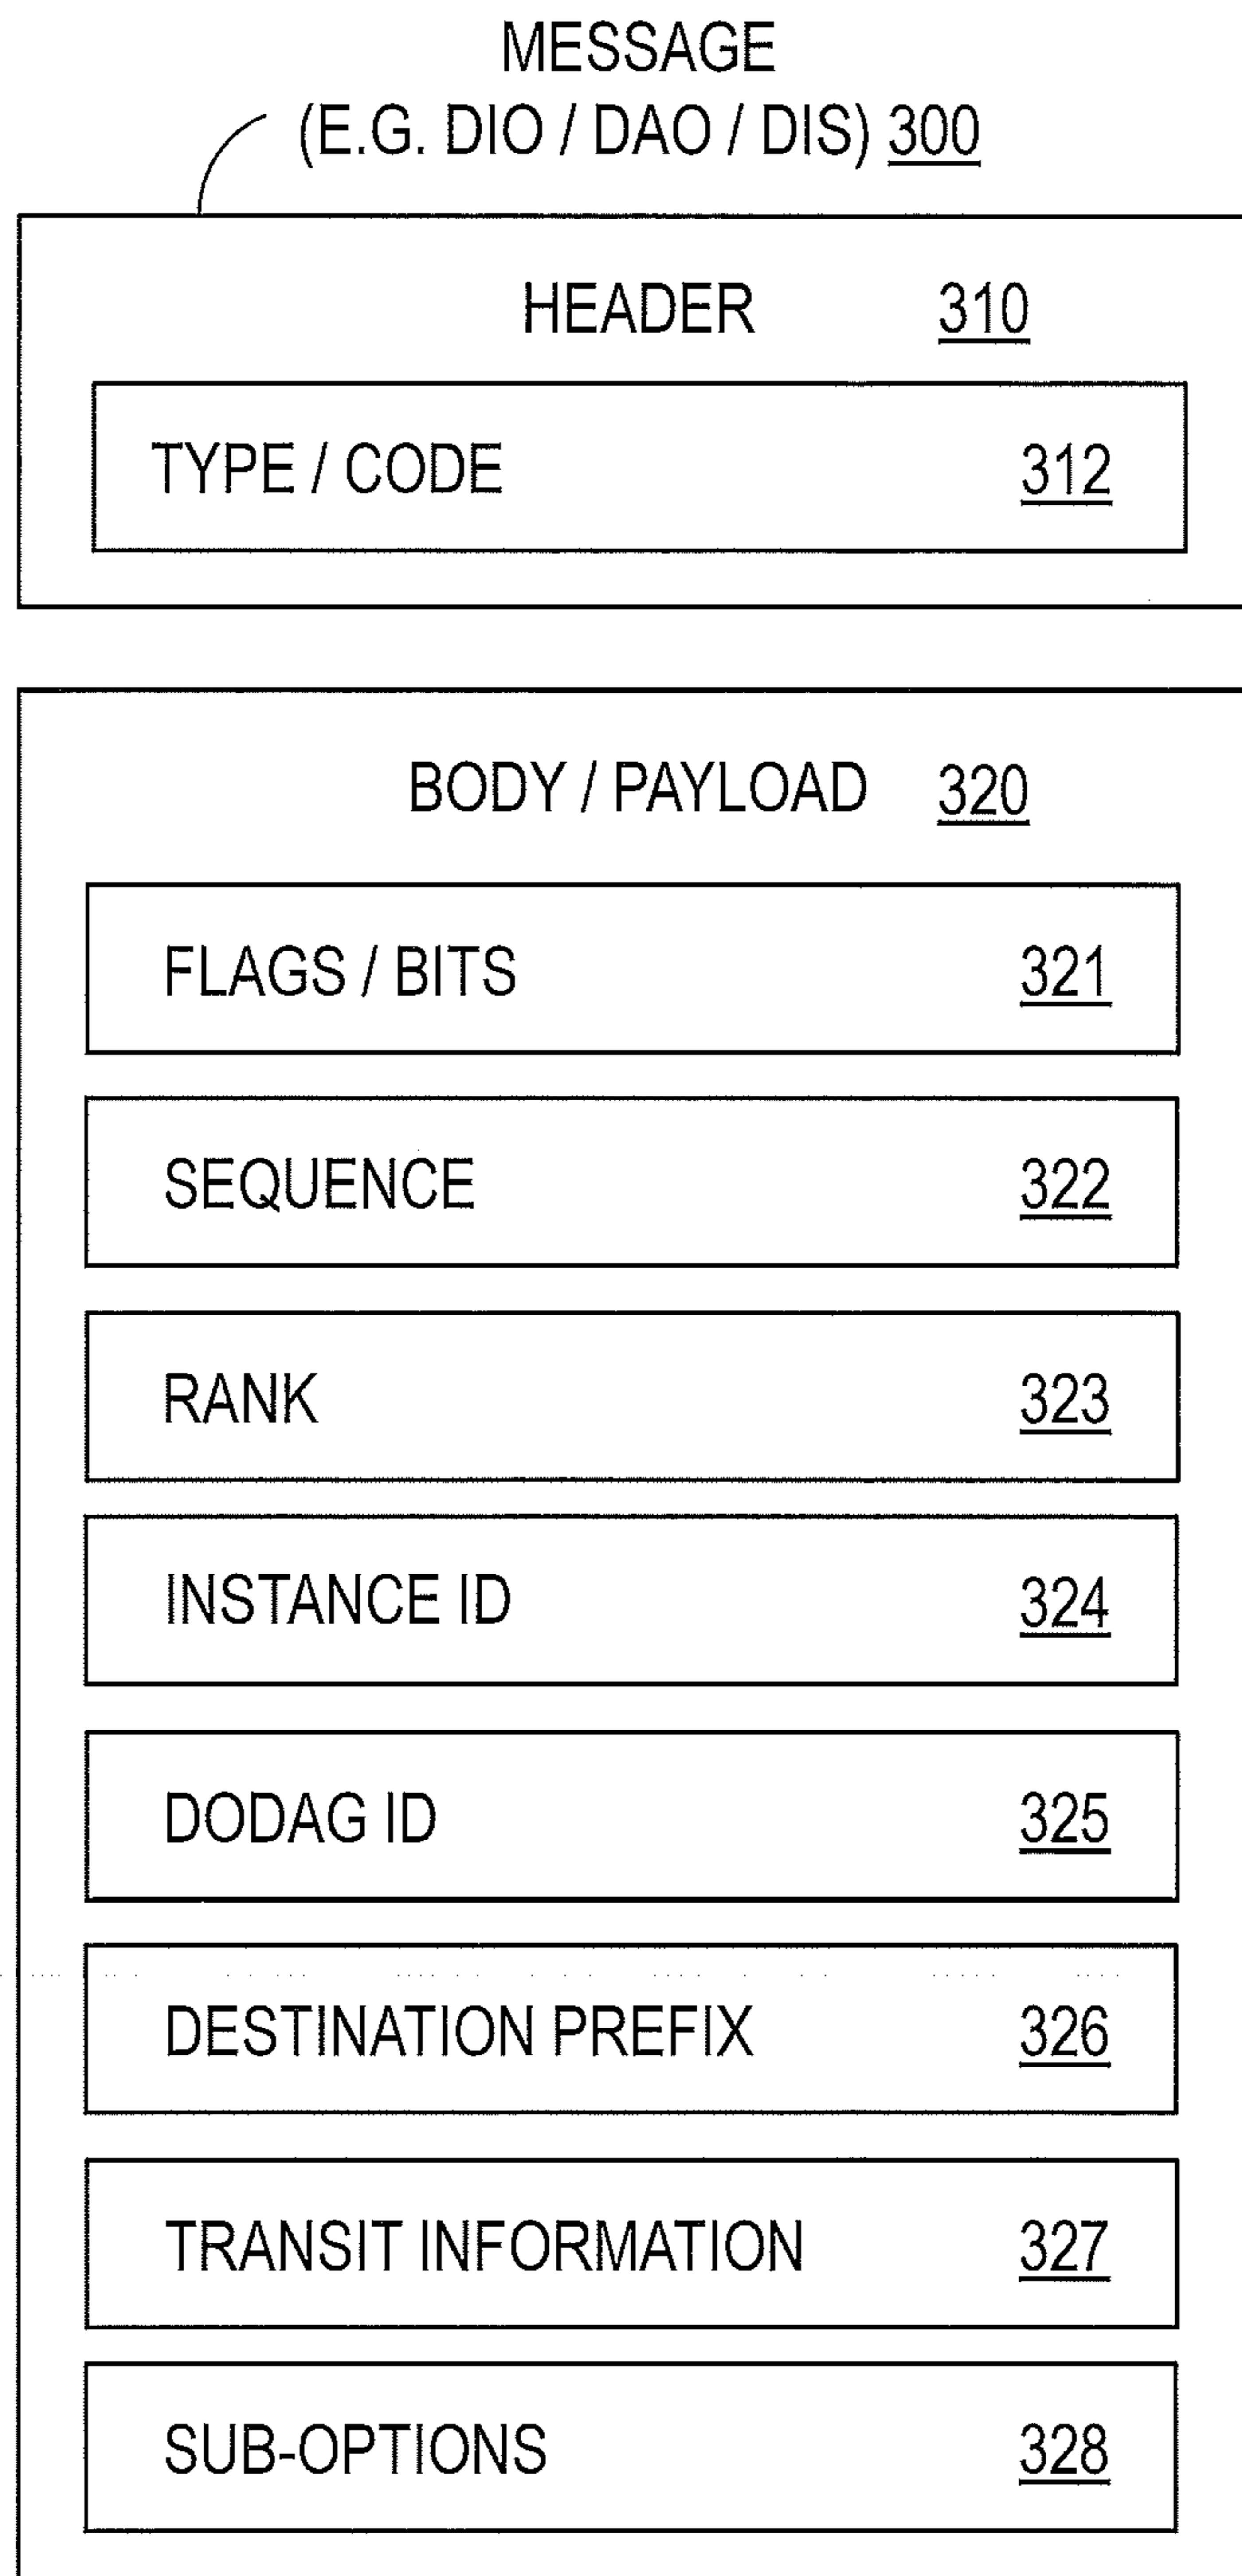 MESSAGE
(E.G. DIO / DAO / DIS) 300
HEADER 310
TYPE / CODE 312
BODY / PAYLOAD 320
FLAGS / BITS 321
SEQUENCE 322
RANK 323
INSTANCE ID 324
DODAG ID 325
DESTINATION PREFIX 326
TRANSIT INFORMATION 327
SUB-OPTIONS 328